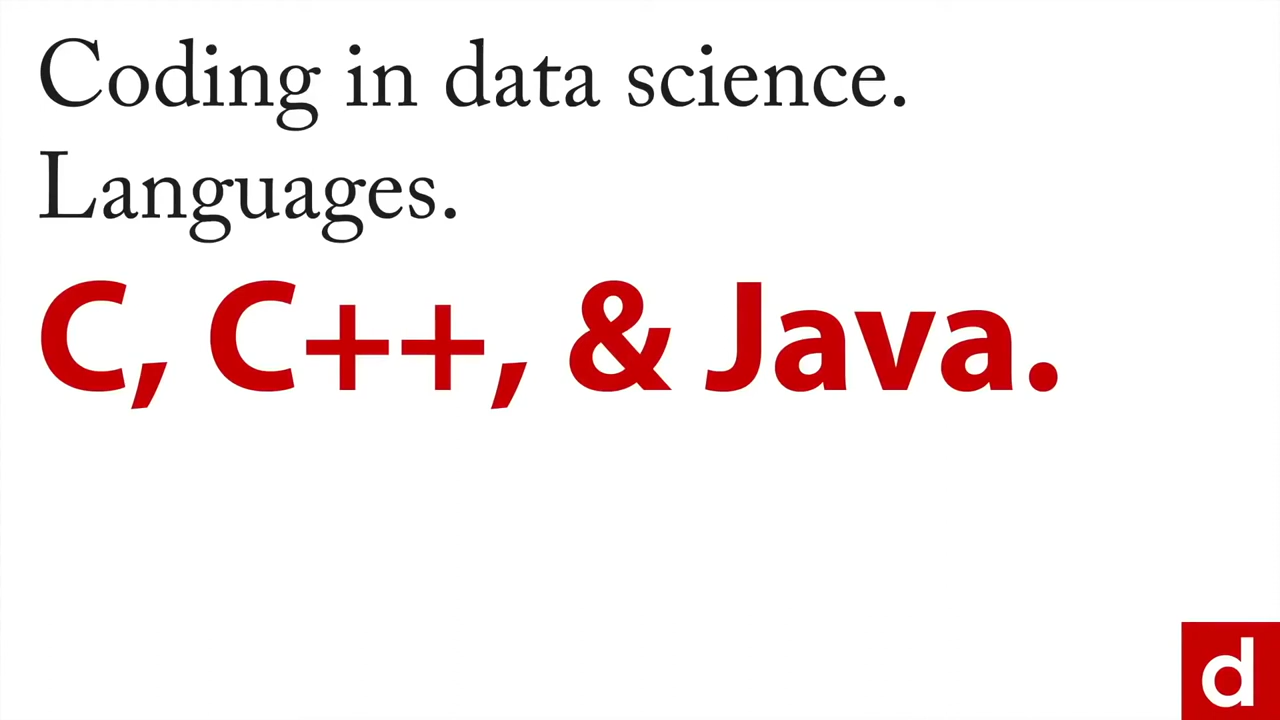 Coding in data science.
Languages.
C, C++, & Java.
d